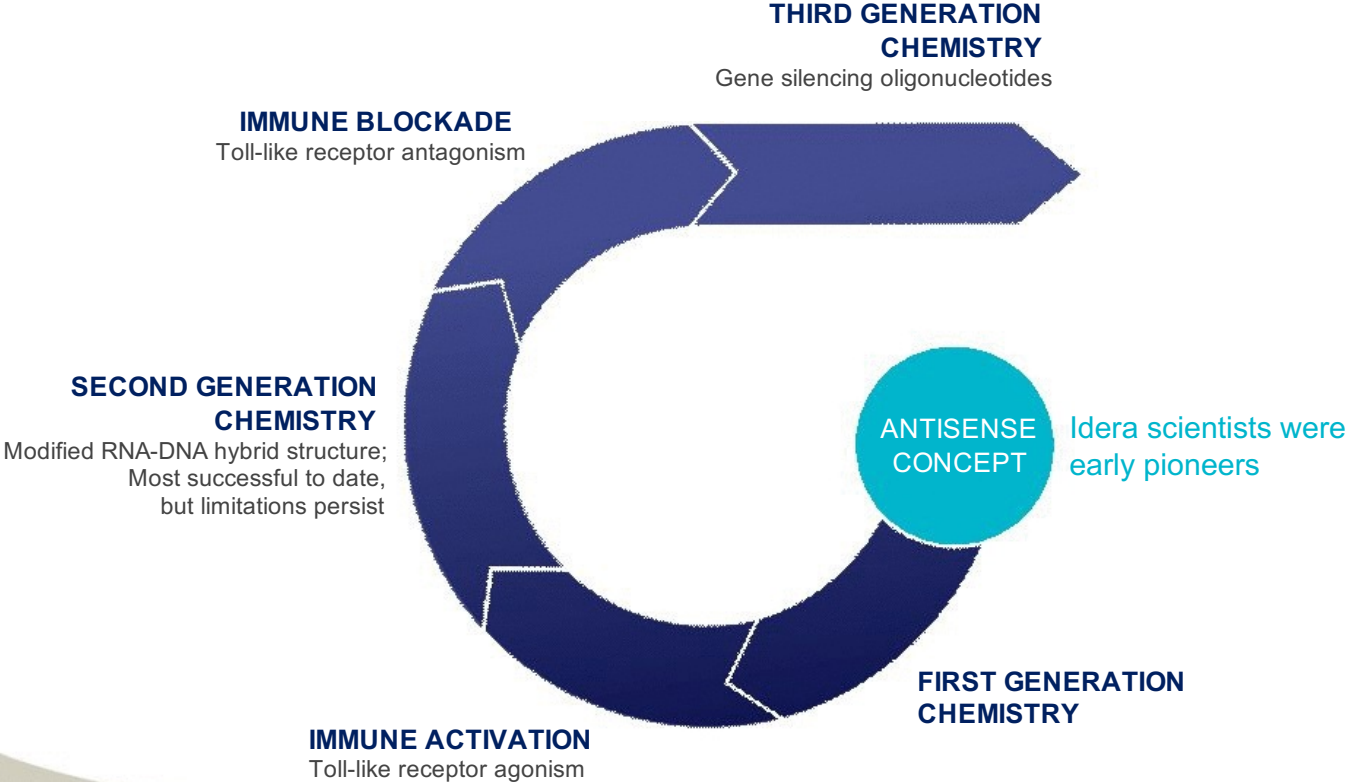 THIRD GENERATION
CHEMISTRY
Gene silencing oligonucleotides
IMMUNE BLOCKADE
Toll-like receptor antagonism
SECOND GENERATION
CHEMISTRY
Modified RNA-DNA hybrid structure;
Most successful to date,
but limitations persist
ANTISENSE
CONCEPT
Idera scientists were
early pioneers
FIRST GENERATION
CHEMISTRY
IMMUNE ACTIVATION
Toll-like receptor agonism